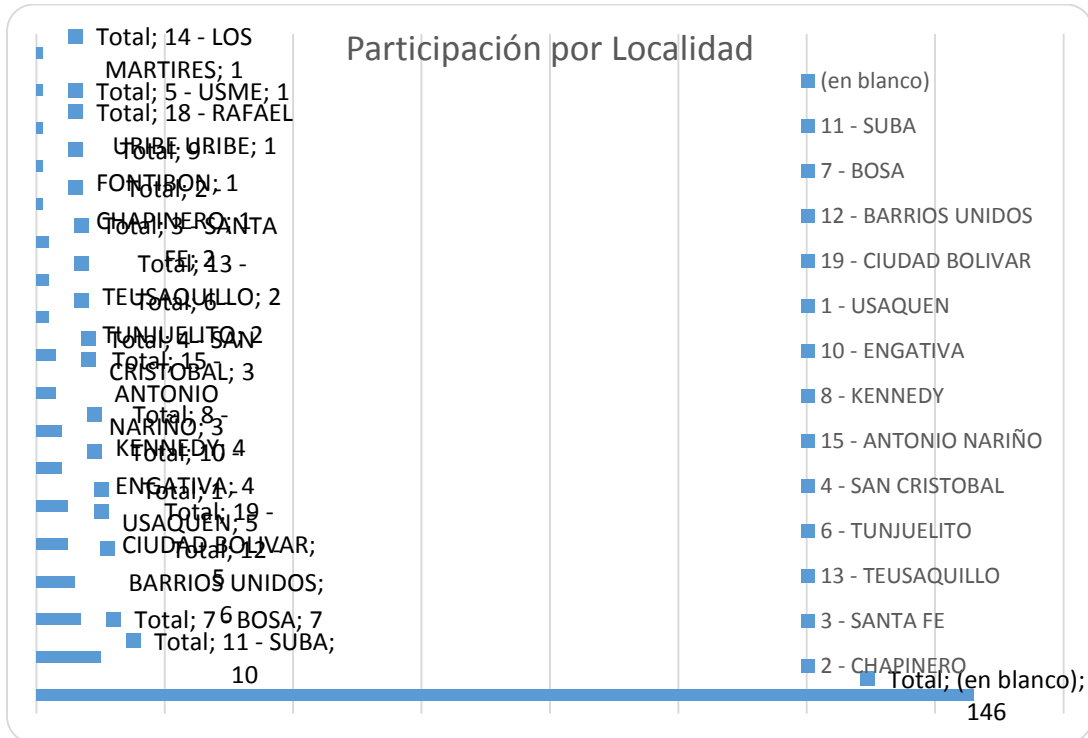 Participación por Localidad
Total; 14 - LOS
MARTIRES; 1
Total; 5 - USME; 1
Total; 18 - RAFAEL
URIBE URIBE; 1
Total; 9 -
FONTIBON; 1
Total; 2 -
CHAPINERO; 1
Total; 3 - SANTA
FE; 2
Total; 13 -
TEUSAQUILLO; 2
Total; 6 -
TUNJUELITO; 2
Total; 4 - SAN
CRISTOBAL; 3
Total; 15 -
ANTONIO
NARIÑO; 3
Total; 8 -
KENNEDY; 4
Total; 10 -
ENGATIVA; 4
Total; 1 -
USAQUEN; 5
Total; 19 -
CIUDAD BOLIVAR;
5
Total; 12 -
BARRIOS UNIDOS;
6
Total; 7 - BOSA; 7
Total; 11 - SUBA;
10
Total; (en blanco);
146
(en blanco)
11 - SUBA
7 - BOSA
12 - BARRIOS UNIDOS
19 - CIUDAD BOLIVAR
1 - USAQUEN
10 - ENGATIVA
8 - KENNEDY
15 - ANTONIO NARIÑO
4 - SAN CRISTOBAL
6 - TUNJUELITO
13 - TEUSAQUILLO
3 - SANTA FE
2 - CHAPINERO